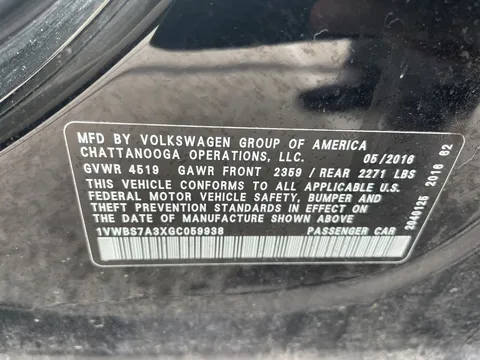 MFD BY VOLKSWAGEN GROUP OF AMERICA
CHATTANOOGA OPERATIONS, LLC. 05/2016
GVWR 4519 GAWR FRONT 2359 / REAR 2271 LBS
THIS VEHICLE CONFORMS TO ALL APPLICABLE U.S.
FEDERAL MOTOR VEHICLE SAFETY, BUMPER AND
THEFT PREVENTION STANDARDS IN EFFECT ON
THE DATE OF MANUFACTURE SHOWN ABOVE
1VWBS7A3XGC059938 PASSENGER CAR
2040125 2016 82